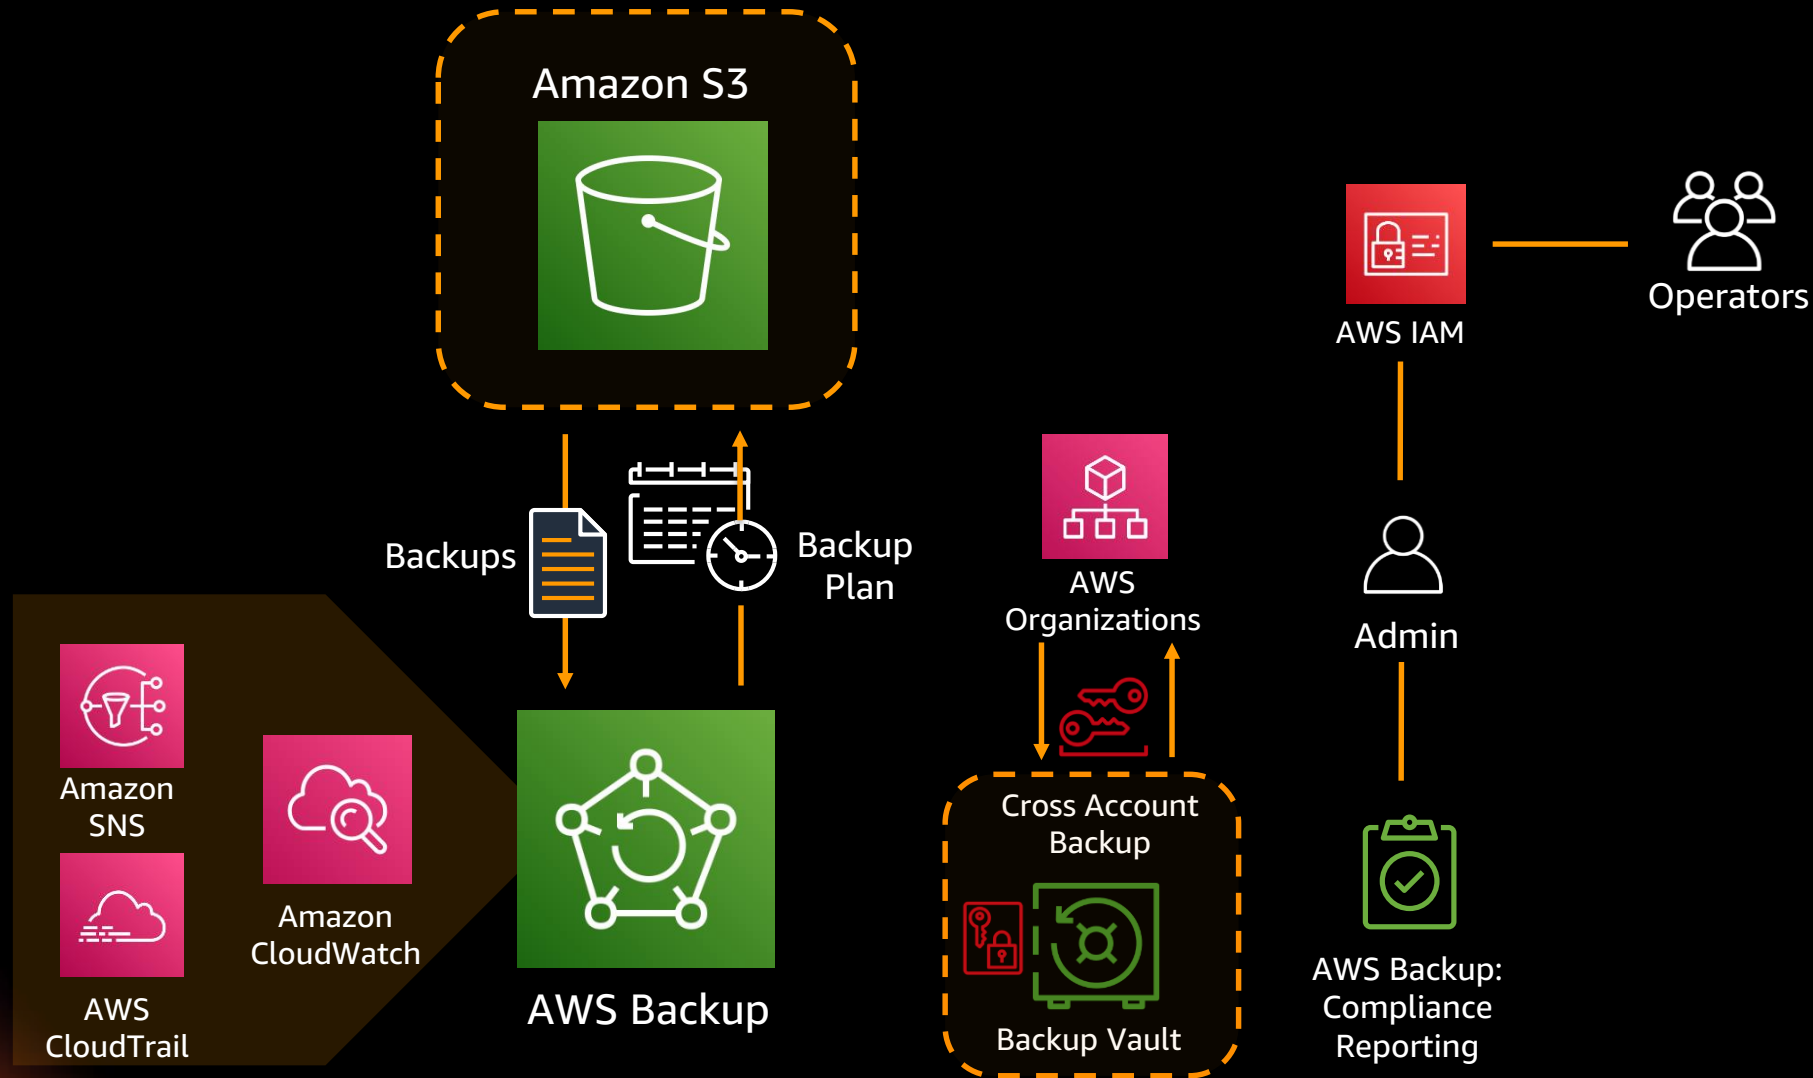 Amazon S3
Backups
Backup
Plan
Amazon
SNS
AWS
CloudTrail
Amazon
CloudWatch
AWS Backup
AWS
Organizations
Cross Account
Backup
Backup Vault
AWS IAM
Operators
Admin
AWS Backup:
Compliance
Reporting